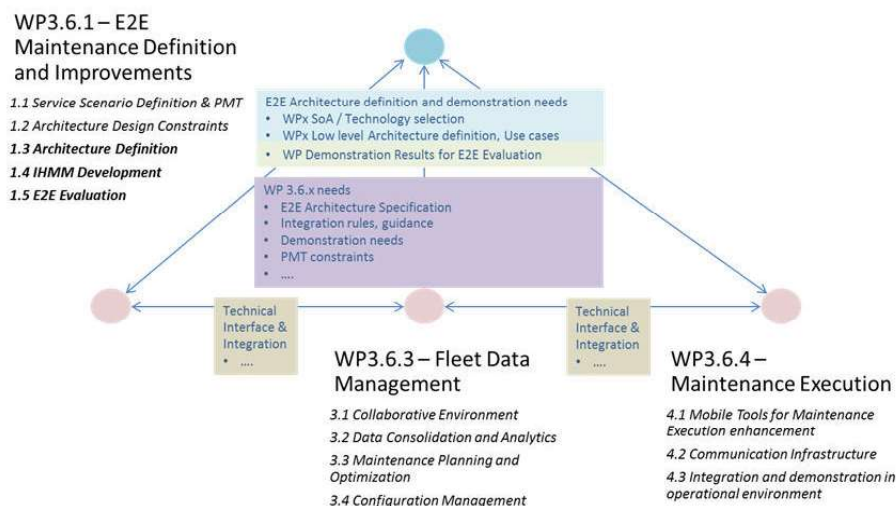 WP3.6.1 – E2E
Maintenance Definition
and Improvements
1.1 Service Scenario Definition & PMT
1.2 Architecture Design Constraints
1.3 Architecture Definition
1.4 IHMM Development
1.5 E2E Evaluation
E2E Architecture definition and demonstration needs
• WPx SoA / Technology selection
• WPx Low level Architecture definition, Use cases
• WP Demonstration Results for E2E Evaluation
WP 3.6.x needs
• E2E Architecture Specification
• Integration rules, guidance
• Demonstration needs
• PMT constraints
• ....
Technical
Interface &
Integration
• ....
Technical
Interface &
Integration
• ....
WP3.6.3 – Fleet Data
Management
3.1 Collaborative Environment
3.2 Data Consolidation and Analytics
3.3 Maintenance Planning and
Optimization
3.4 Configuration Management
WP3.6.4 –
Maintenance Execution
4.1 Mobile Tools for Maintenance
Execution enhancement
4.2 Communication Infrastructure
4.3 Integration and demonstration in
operational environment